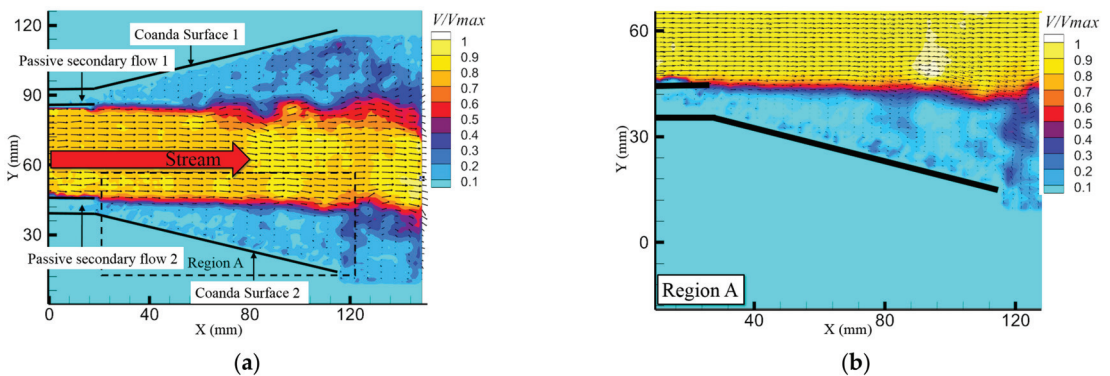 120
90
60
30
Y (mm)
0
40
80
120
X (mm)
Coanda Surface 1
Passive secondary flow 1
Stream
Region A
Passive secondary flow 2
Coanda Surface 2
V/Vmax
1
0.9
0.8
0.7
0.6
0.5
0.4
0.3
0.2
0.1
(a)
60
30
0
Y (mm)
40
80
120
X (mm)
Region A
V/Vmax
1
0.9
0.8
0.7
0.6
0.5
0.4
0.3
0.2
0.1
(b)